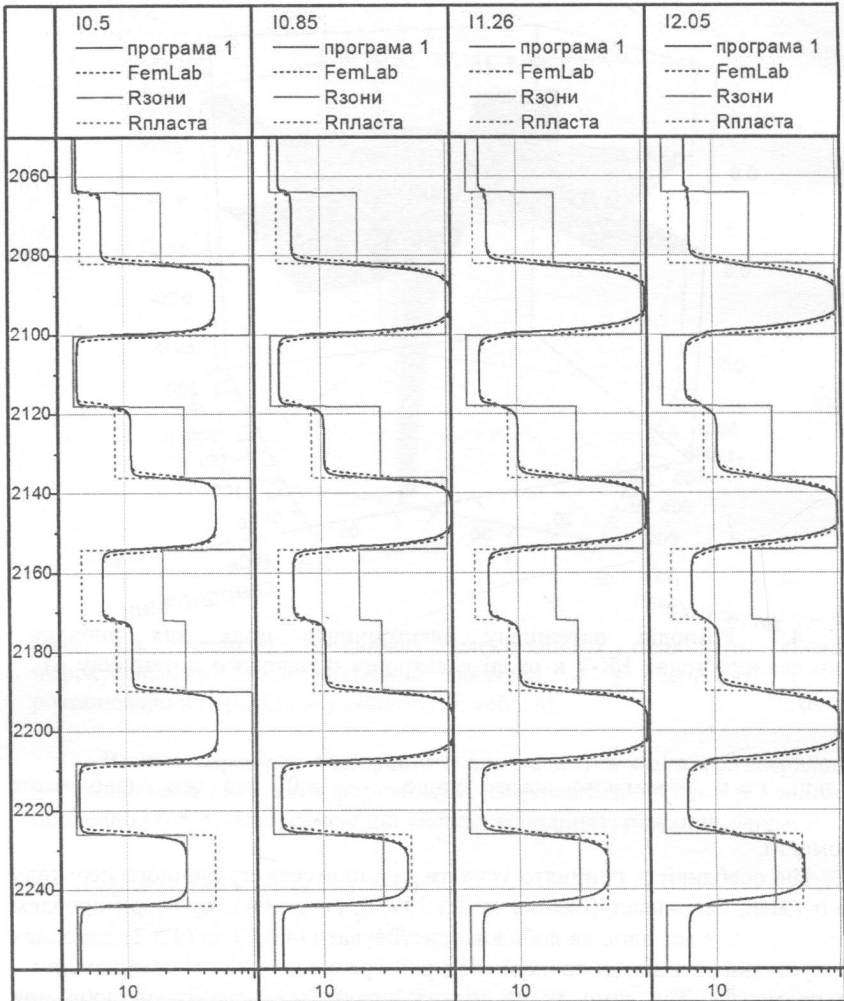 I0.5 I0.85 I1.26 I2.05
програма 1 програма 1 програма 1 програма 1
FemLab FemLab FemLab FemLab
Rзони Rзони Rзони Rзони
Rпласта Rпласта Rпласта Rпласта
2060
2080
2100
2120
2140
2160
2180
2200
2220
2240
10 10 10 10